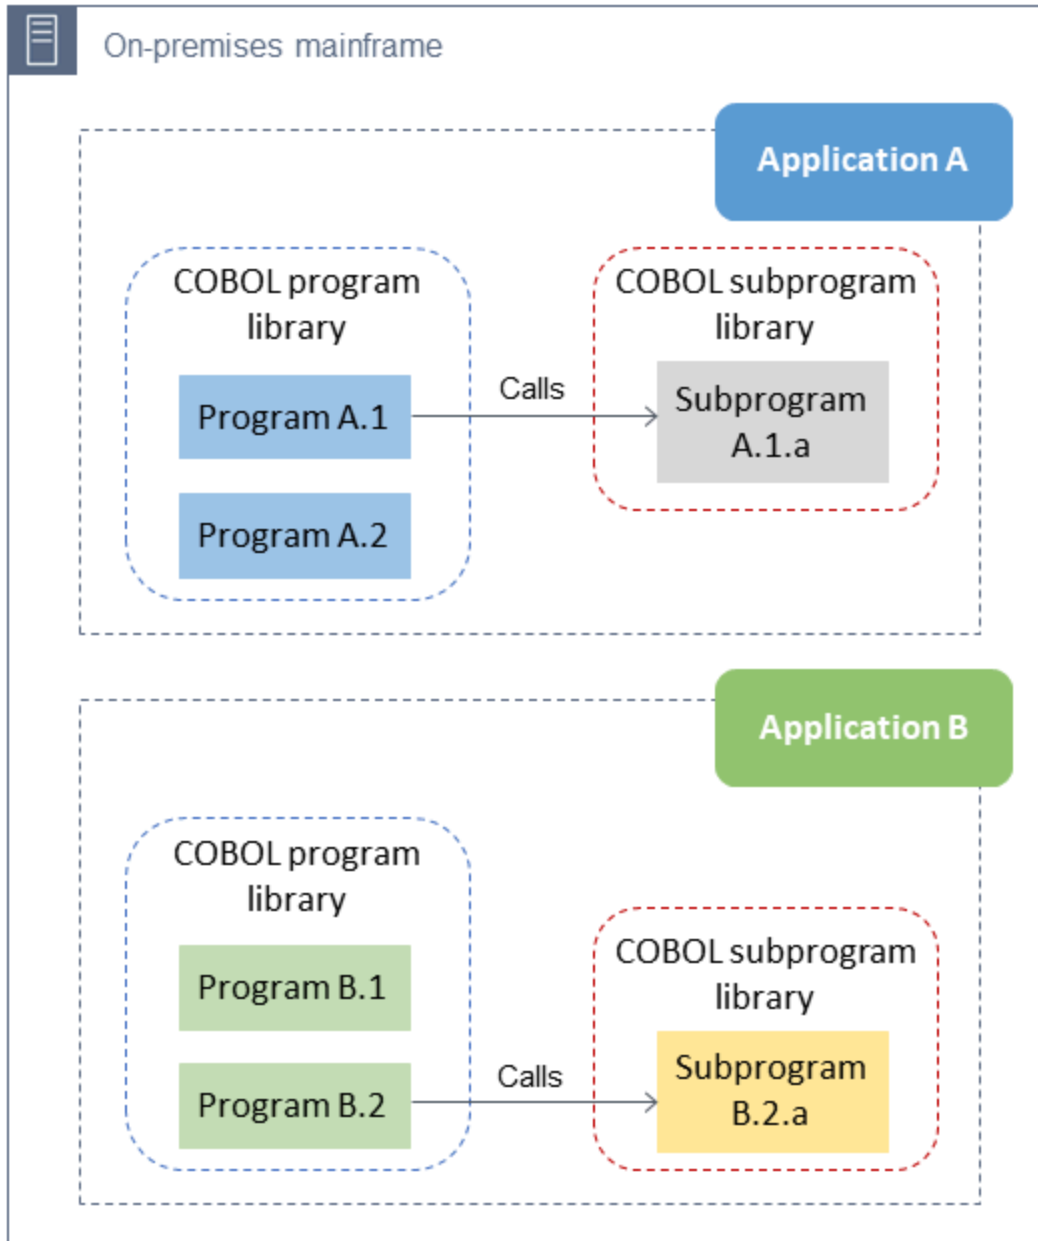 On-premises mainframe
Application A
COBOL program
library
COBOL subprogram
library
Program A.1
Calls
Subprogram
A.1.a
Program A.2
Application B
COBOL program
library
Program B.1
COBOL subprogram
library
Program B.2
Calls
Subprogram
B.2.a